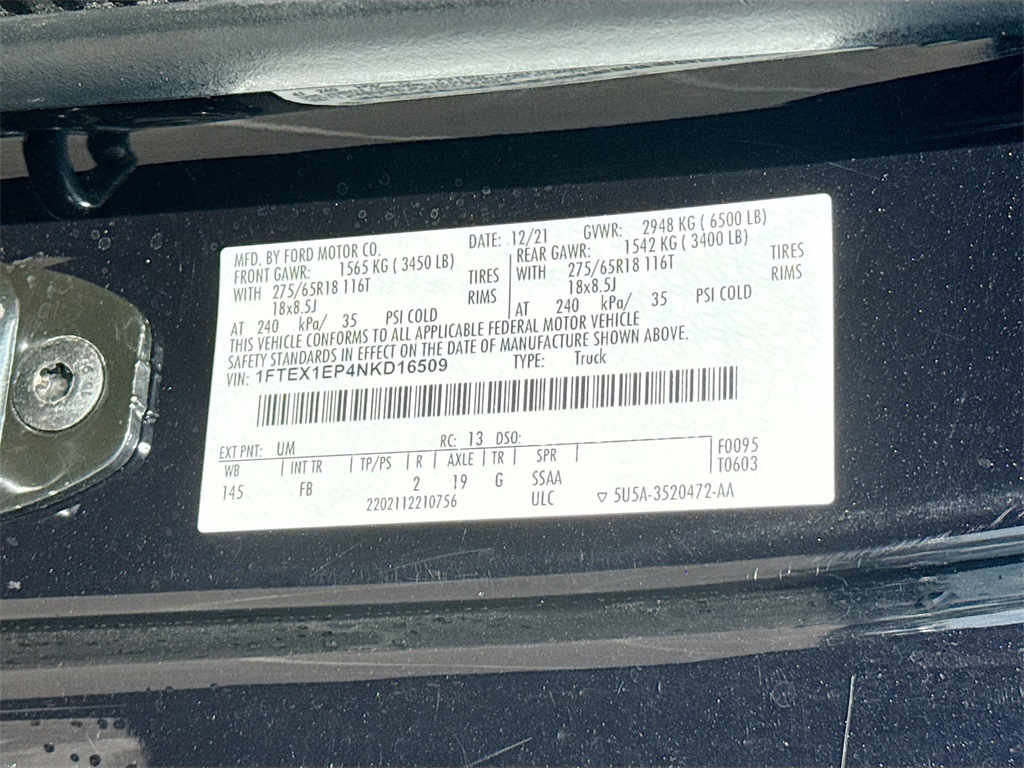 MFD. BY FORD MOTOR CO. DATE: 12/21 GVWR: 2948 KG ( 6500 LB)
FRONT GAWR: 1565 KG ( 3450 LB) REAR GAWR: 1542 KG ( 3400 LB)
WITH 275/65R18 116T TIRES WITH 275/65R18 116T TIRES
18x8.5J RIMS 18x8.5J RIMS
AT 240 kPa/ 35 PSI COLD AT 240 kPa/ 35 PSI COLD
THIS VEHICLE CONFORMS TO ALL APPLICABLE FEDERAL MOTOR VEHICLE
SAFETY STANDARDS IN EFFECT ON THE DATE OF MANUFACTURE SHOWN ABOVE.
VIN: 1FTEX1EP4NKD16509 TYPE: Truck
EXT PNT: UM RC: 13 DSO:
WB INT TR TP/PS R AXLE TR SPR F0095
145 FB 2 19 G SSAA T0603
2202112210756 ULC ▽ 5U5A-3520472-AA